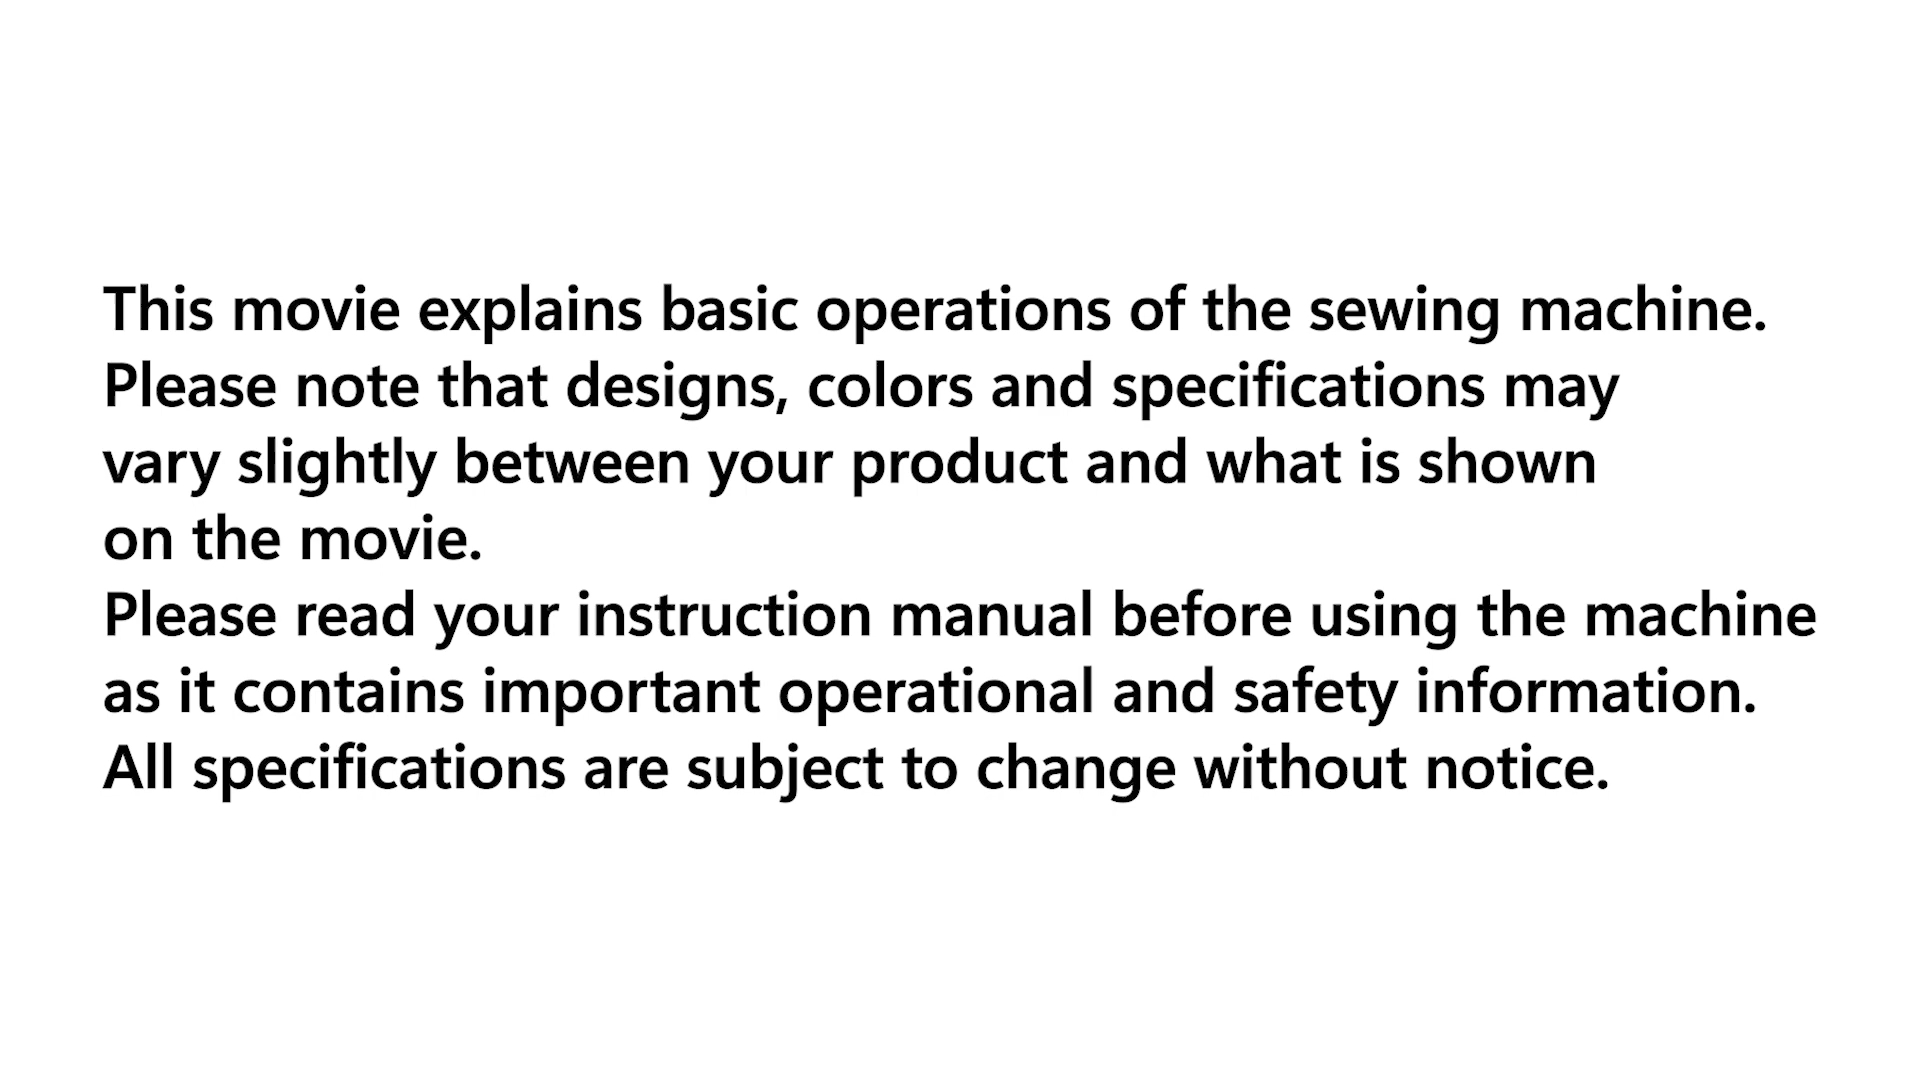 This movie explains basic operations of the sewing machine.
Please note that designs, colors and specifications may
vary slightly between your product and what is shown
on the movie.
Please read your instruction manual before using the machine
as it contains important operational and safety information.
All specifications are subject to change without notice.